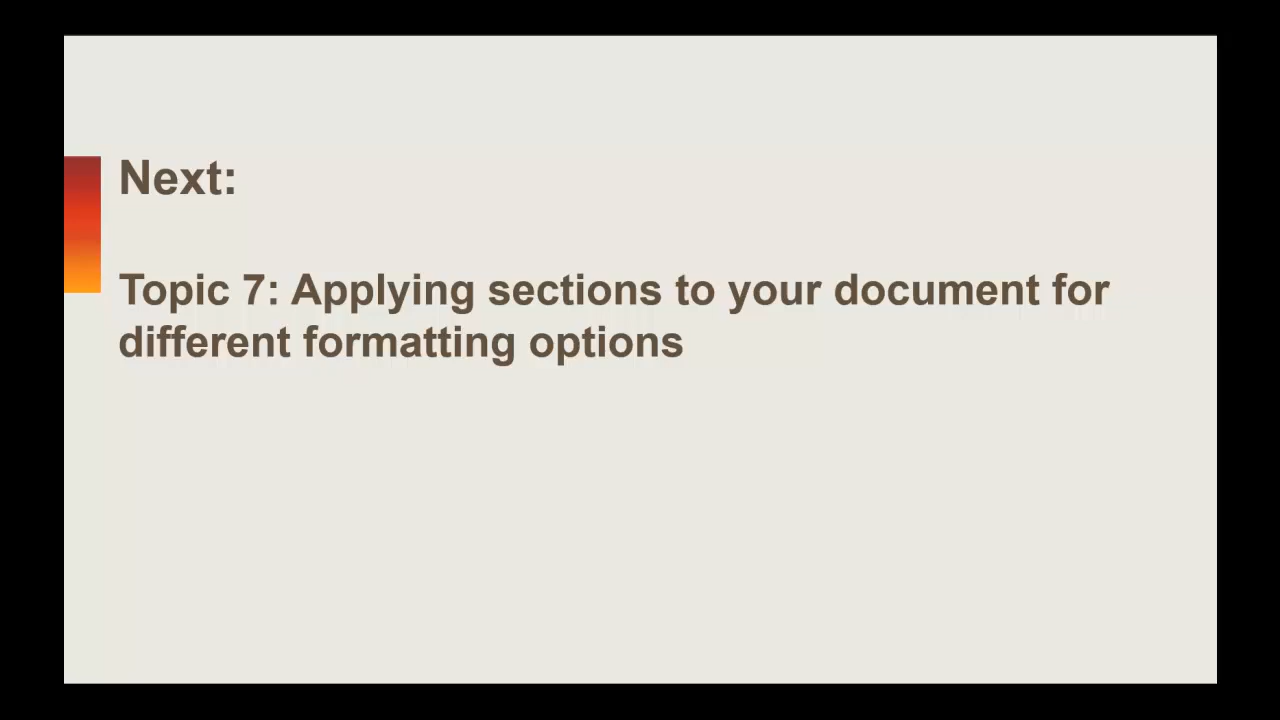 Next:
Topic 7: Applying sections to your document for
different formatting options